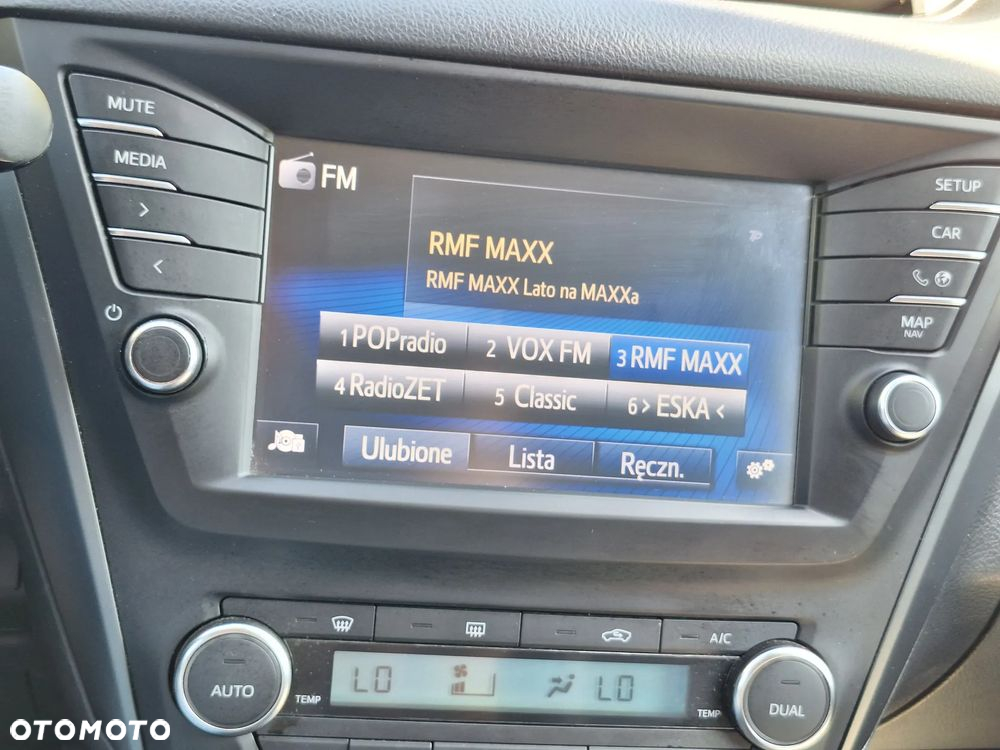 MUTE
MEDIA
>
<
FM
RMF MAXX
RMF MAXX Lato na MAXXa
TP
1 POPradio
2 VOX FM
3 RMF MAXX
4 RadioZET
5 Classic
6 > ESKA <
Ulubione
Lista
Ręczn.
SETUP
CAR
MAP
NAV
A/C
AUTO
TEMP
LO
LO
TEMP
DUAL
OTOMOTO